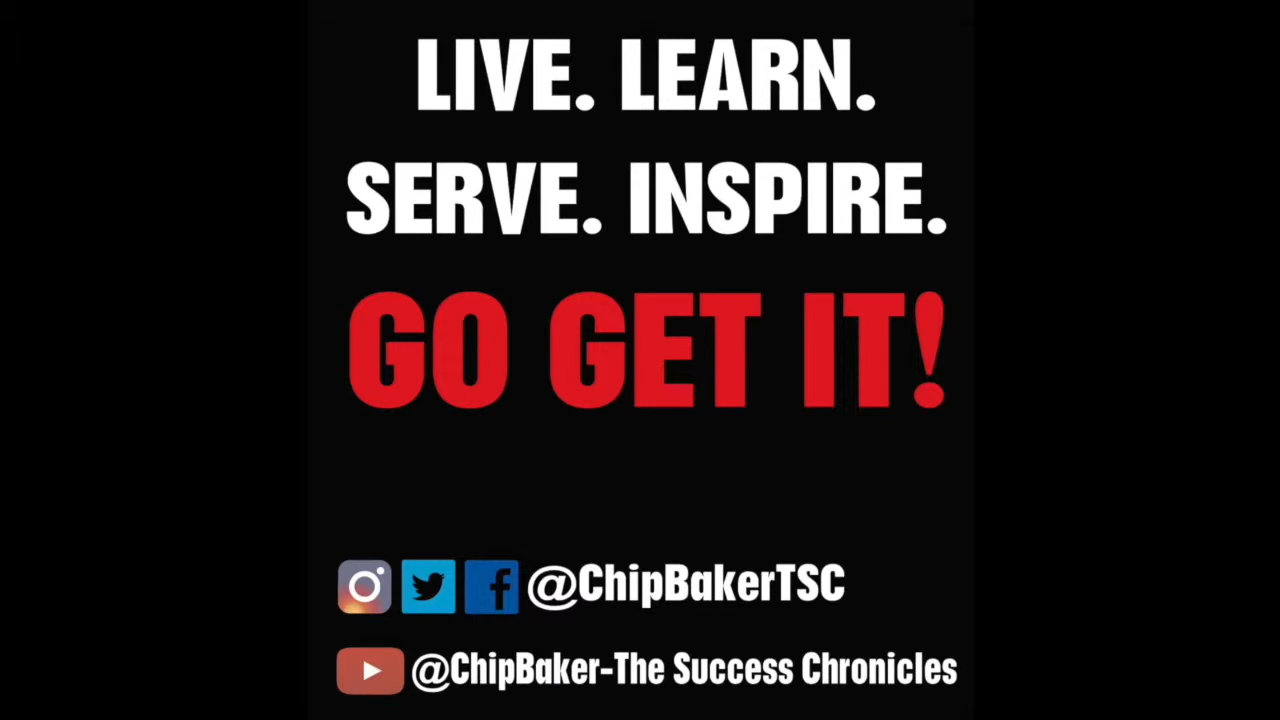 LIVE. LEARN.
SERVE. INSPIRE.
GO GET IT!
@ChipBakerTSC
@ChipBaker-The Success Chronicles